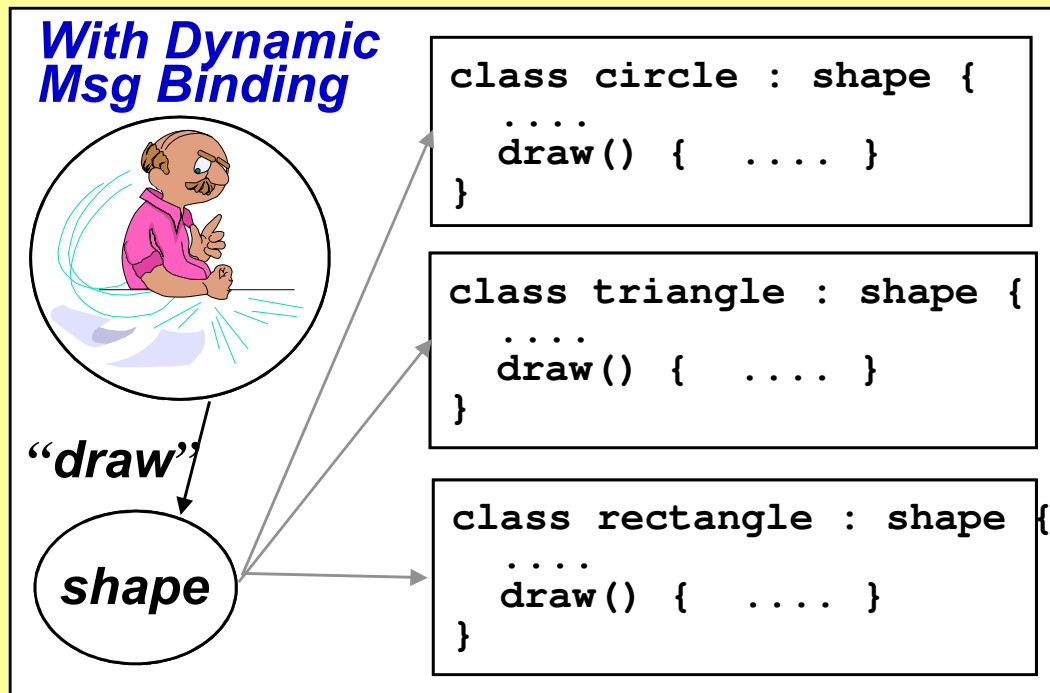 With Dynamic
Msg Binding
class circle : shape {
....
draw() { .... }
}
class triangle : shape {
....
draw() { .... }
}
“draw”
class rectangle : shape {
....
draw() { .... }
}
shape